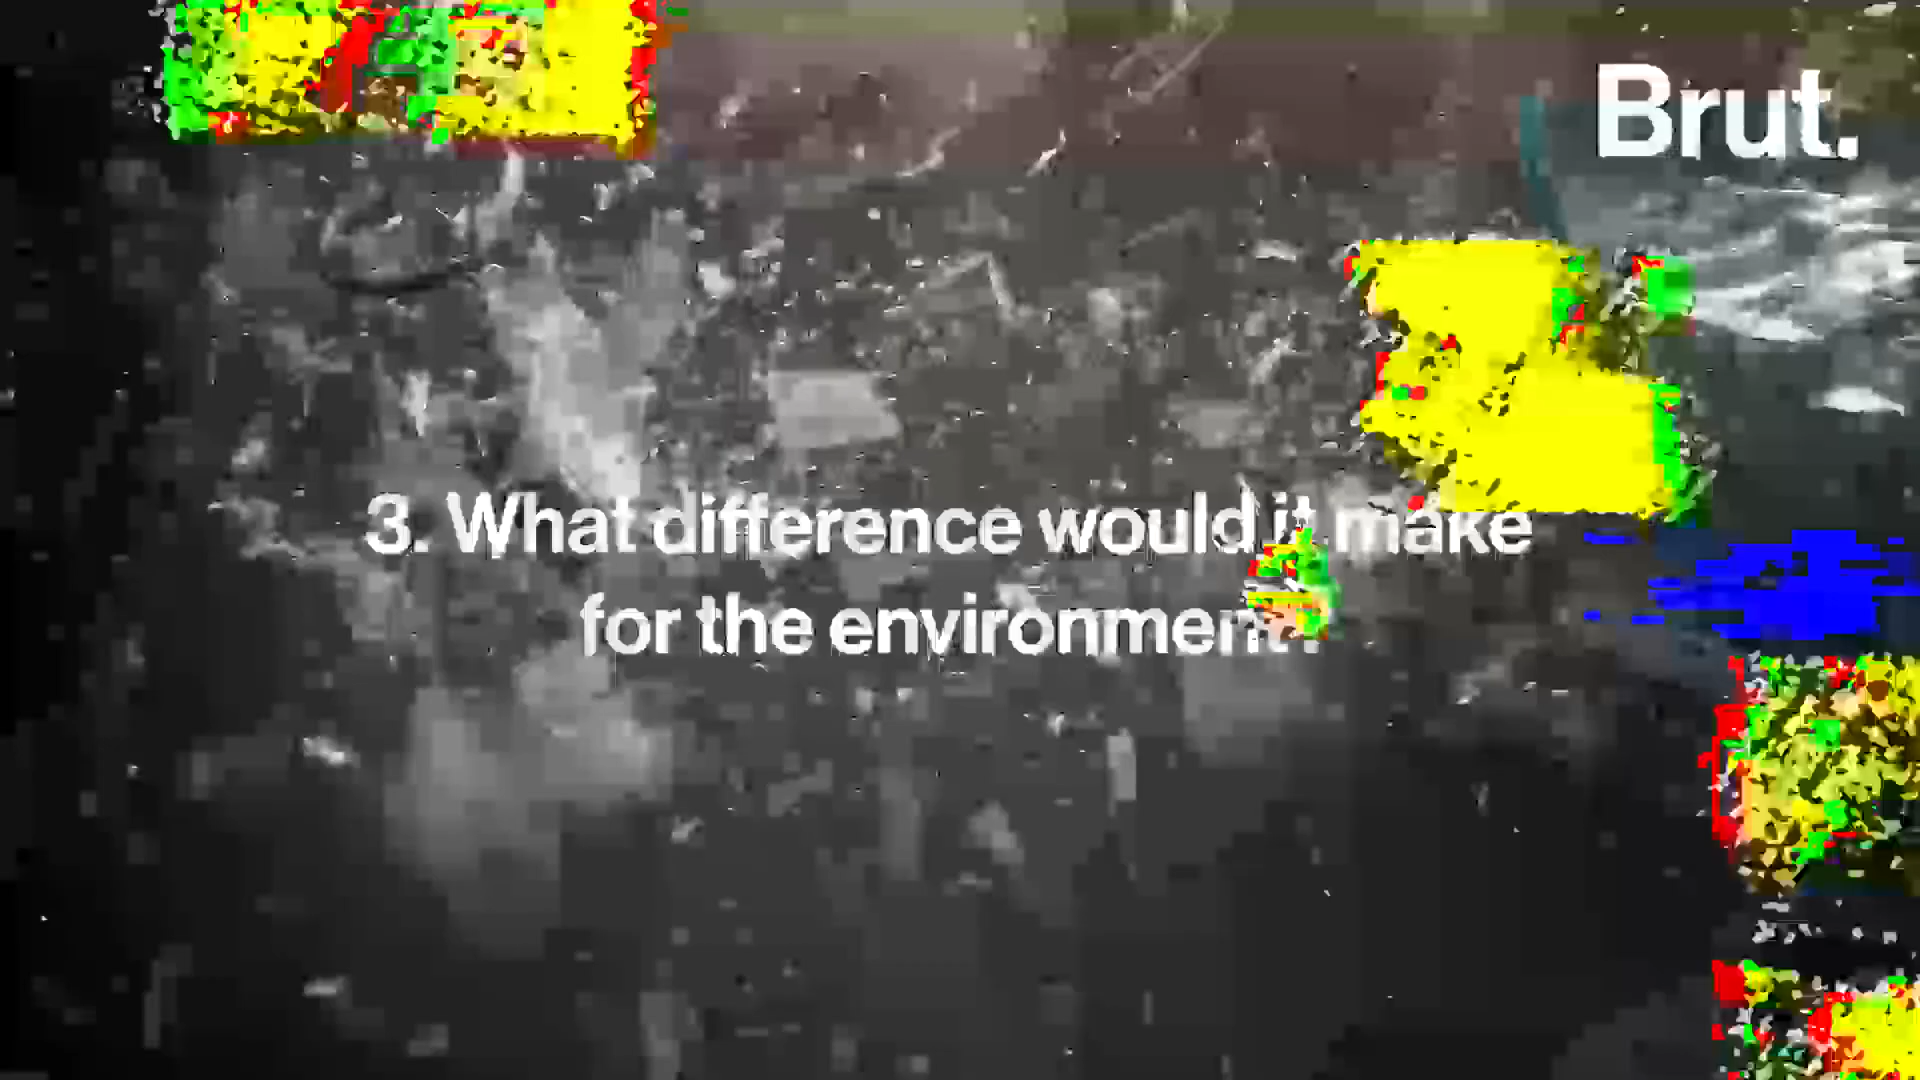 Brut.
3. What difference would it make
for the environment?